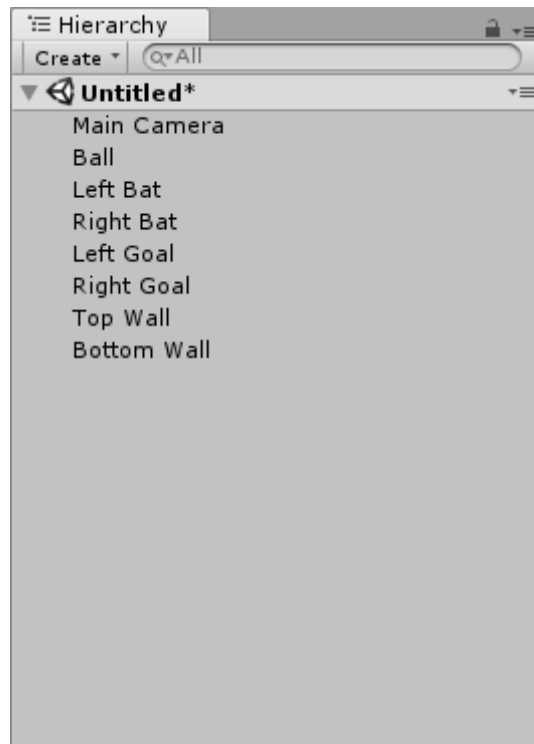 Hierarchy
Create All
Untitled*
Main Camera
Ball
Left Bat
Right Bat
Left Goal
Right Goal
Top Wall
Bottom Wall